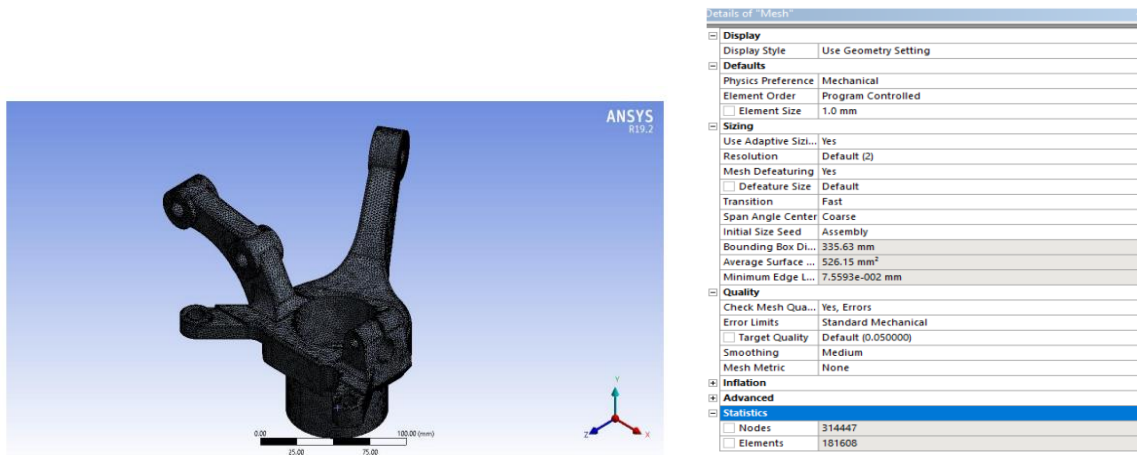 ANSYS
R19.2
Y
Z
X
0.00
100.00 (mm)
25.00
75.00
Details of "Mesh"
Display
Display Style Use Geometry Setting
Defaults
Physics Preference Mechanical
Element Order Program Controlled
Element Size 1.0 mm
Sizing
Use Adaptive Sizi... Yes
Resolution Default (2)
Mesh Defeaturing Yes
Defeature Size Default
Transition Fast
Span Angle Center Coarse
Initial Size Seed Assembly
Bounding Box Di... 335.63 mm
Average Surface ... 526.15 mm²
Minimum Edge L... 7.5593e-002 mm
Quality
Check Mesh Qua... Yes, Errors
Error Limits Standard Mechanical
Target Quality Default (0.050000)
Smoothing Medium
Mesh Metric None
Inflation
Advanced
Statistics
Nodes 314447
Elements 181608